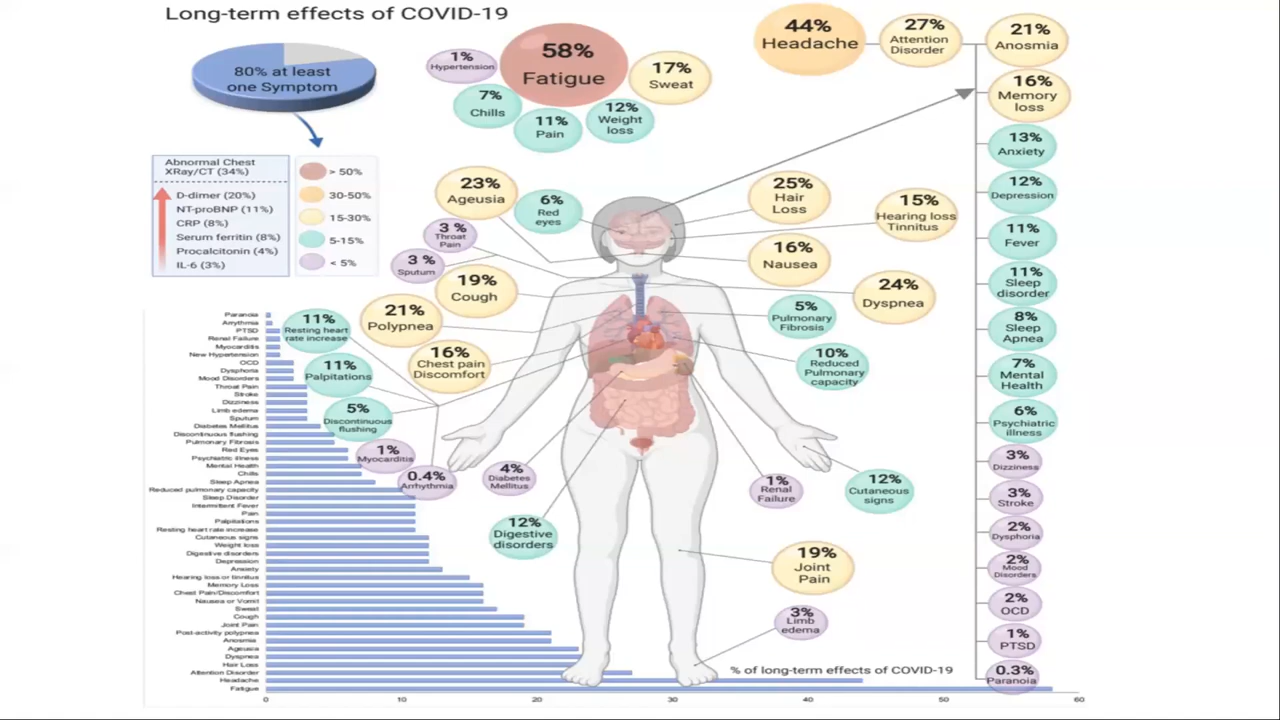 Long-term effects of COVID-19
80% at least
one Symptom
Abnormal Chest
XRay/CT (34%)
D-dimer (20%)
NT-proBNP (11%)
CRP (8%)
Serum ferritin (8%)
Procalcitonin (4%)
IL-6 (3%)
> 50%
30-50%
15-30%
5-15%
< 5%
1%
Hypertension
58%
Fatigue
17%
Sweat
7%
Chills
11%
Pain
12%
Weight
loss
44%
Headache
27%
Attention
Disorder
21%
Anosmia
16%
Memory
loss
13%
Anxiety
12%
Depression
11%
Fever
11%
Sleep
disorder
8%
Sleep
Apnea
7%
Mental
Health
6%
Psychiatric
illness
3%
Dizziness
3%
Stroke
2%
Dysphoria
2%
Mood
Disorders
2%
OCD
1%
PTSD
0.3%
Paranoia
23%
Ageusia
6%
Red
eyes
3 %
Throat
Pain
3 %
Sputum
19%
Cough
21%
Polypnea
16%
Chest pain
Discomfort
11%
Resting heart
rate increase
11%
Palpitations
5%
Discontinuous
flushing
1%
Myocarditis
0.4%
Arrhythmia
4%
Diabetes
Mellitus
12%
Digestive
disorders
25%
Hair
Loss
15%
Hearing loss
Tinnitus
16%
Nausea
24%
Dyspnea
5%
Pulmonary
Fibrosis
10%
Reduced
Pulmonary
capacity
1%
Renal
Failure
12%
Cutaneous
signs
19%
Joint
Pain
3%
Limb
edema
Paranoia
Arrythmia
PTSD
Renal Failure
Myocarditis
New Hypertension
OCD
Dysphoria
Mood Disorders
Throat Pain
Stroke
Dizziness
Limb edema
Sputum
Diabetes Mellitus
Discontinuous flushing
Pulmonary Fibrosis
Red Eyes
Psychiatric illness
Mental Health
Chills
Sleep Apnea
Reduced pulmonary capacity
Sleep Disorder
Intermittent Fever
Pain
Palpitations
Resting heart rate increase
Cutaneous signs
Weight loss
Digestive disorders
Depression
Anxiety
Hearing loss or tinnitus
Memory Loss
Chest Pain/Discomfort
Nausea or Vomit
Sweat
Cough
Joint Pain
Post-activity polypnea
Anosmia
Ageusia
Dyspnea
Hair Loss
Attention Disorder
Headache
Fatigue
% of long-term effects of COVID-19
0 10 20 30 40 50 60